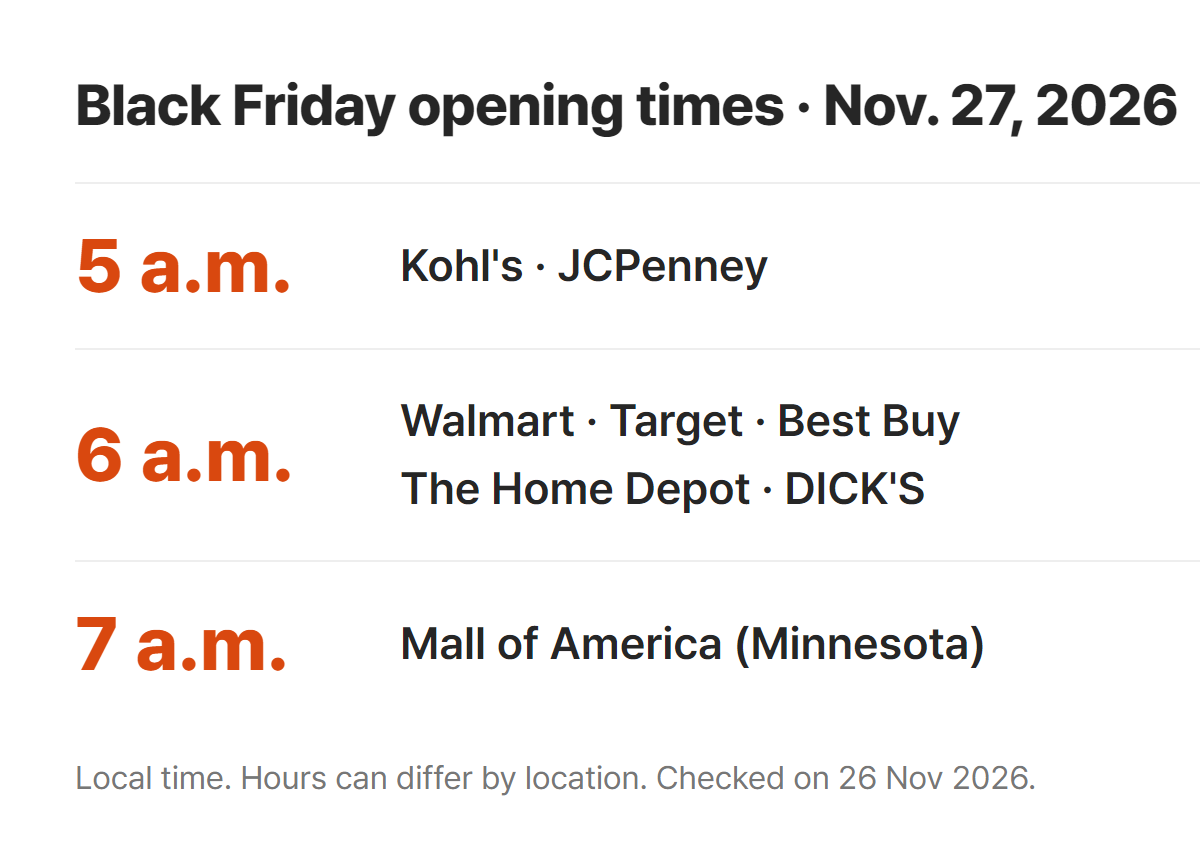 Black Friday opening times · Nov. 27, 2026
5 a.m.
Kohl's · JCPenney
6 a.m.
Walmart · Target · Best Buy
The Home Depot · DICK'S
7 a.m.
Mall of America (Minnesota)
Local time. Hours can differ by location. Checked on 26 Nov 2026.